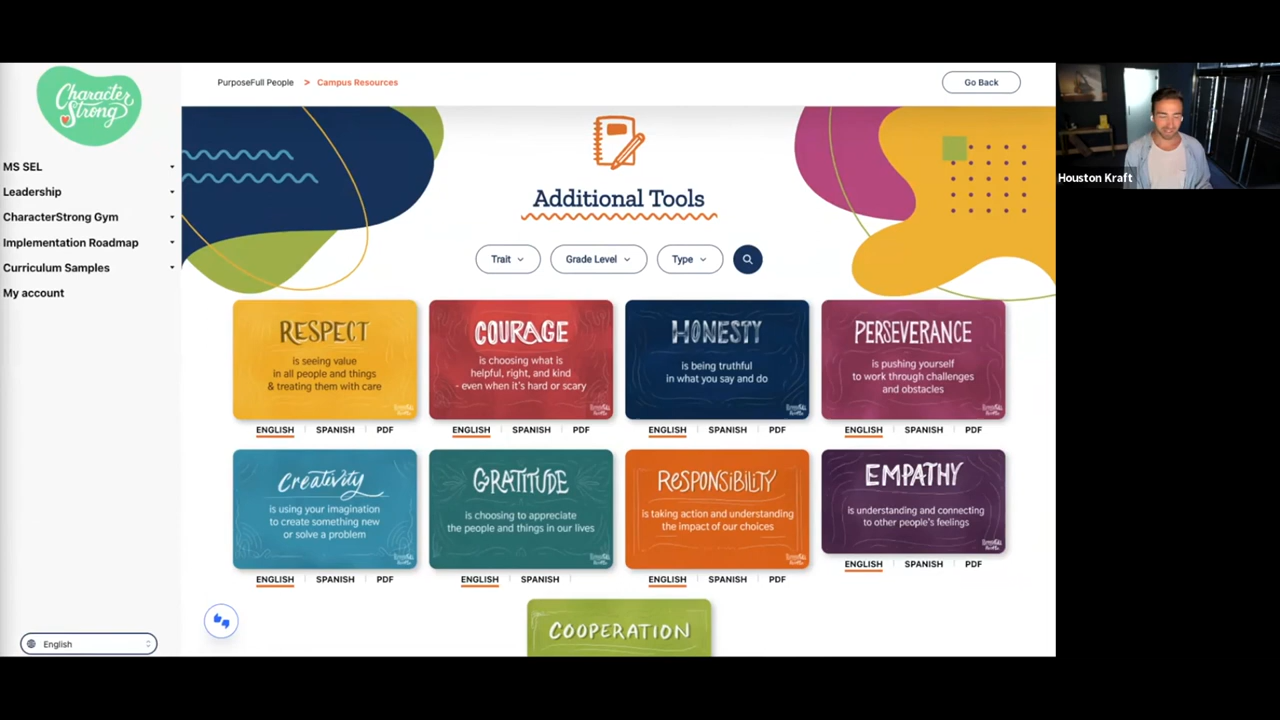 Character
Strong
PurposeFull People > Campus Resources
Go Back
MS SEL
Leadership
CharacterStrong Gym
Implementation Roadmap
Curriculum Samples
My account
Houston Kraft
Additional Tools
Trait
Grade Level
Type
RESPECT
is seeing value
in all people and things
& treating them with care
COURAGE
is choosing what is
helpful, right, and kind
- even when it's hard or scary
HONESTY
is being truthful
in what you say and do
PERSEVERANCE
is pushing yourself
to work through challenges
and obstacles
ENGLISH SPANISH PDF
ENGLISH SPANISH PDF
ENGLISH SPANISH PDF
ENGLISH SPANISH PDF
Creativity
is using your imagination
to create something new
or solve a problem
GRATITUDE
is choosing to appreciate
the people and things in our lives
RESPONSIBILITY
is taking action and understanding
the impact of our choices
EMPATHY
is understanding and connecting
to other people's feelings
ENGLISH SPANISH PDF
ENGLISH SPANISH
ENGLISH SPANISH PDF
ENGLISH SPANISH PDF
COOPERATION
English